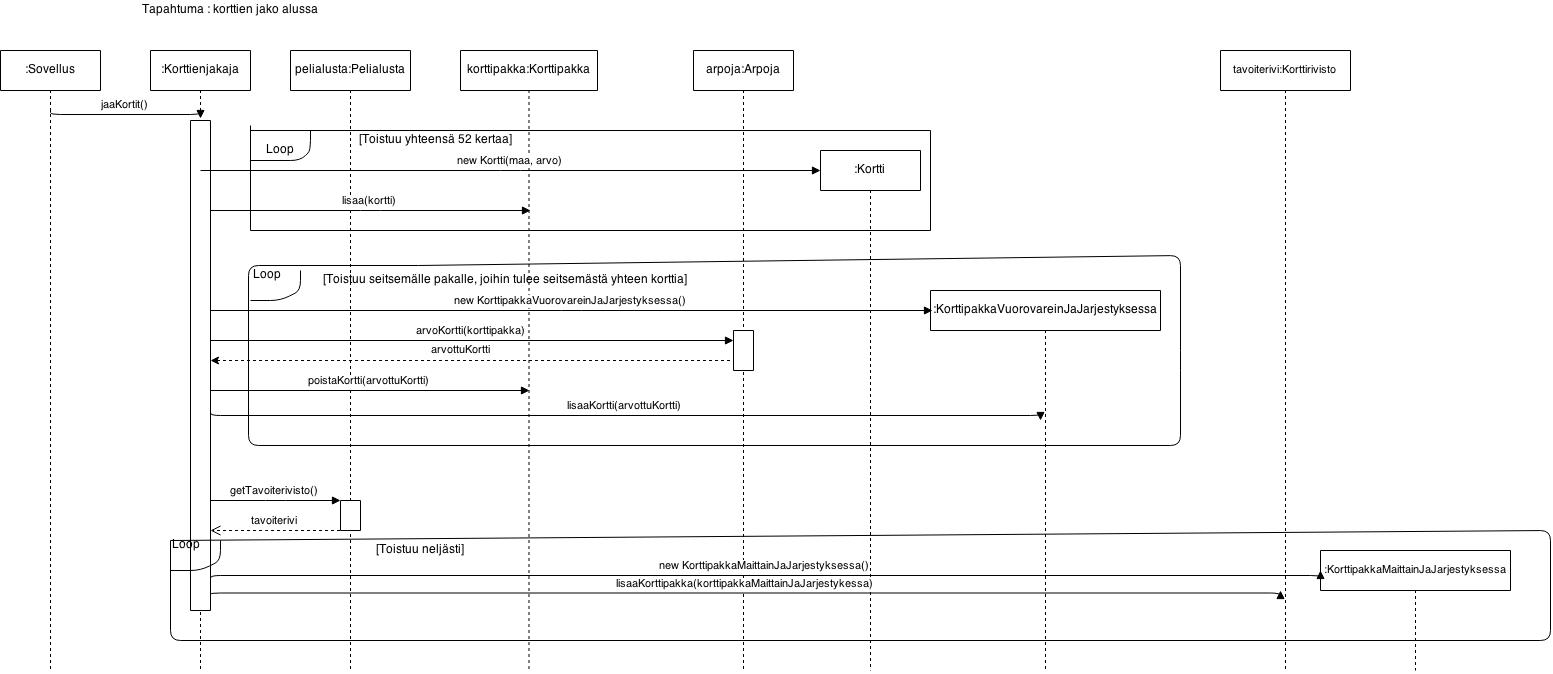 Tapahtuma : korttien jako alussa
:Sovellus
:Korttienjakaja
pelialusta:Pelialusta
korttipakka:Korttipakka
arpoja:Arpoja
tavoiterivi:Korttirivisto
jaaKortit()
[Toistuu yhteensä 52 kertaa]
Loop
new Kortti(maa, arvo)
:Kortti
lisaa(kortti)
Loop
[Toistuu seitsemälle pakalle, joihin tulee seitsemästä yhteen korttia]
new KorttipakkaVuorovareinJaJarjestyksessa()
:KorttipakkaVuorovareinJaJarjestyksessa
arvoKortti(korttipakka)
arvottuKortti
poistaKortti(arvottuKortti)
lisaaKortti(arvottuKortti)
getTavoiterivisto()
tavoiterivi
Loop
[Toistuu neljästi]
new KorttipakkaMaittainJaJarjestyksessa()
:KorttipakkaMaittainJaJarjestyksessa
lisaaKorttipakka(korttipakkaMaittainJaJarjestykessa)